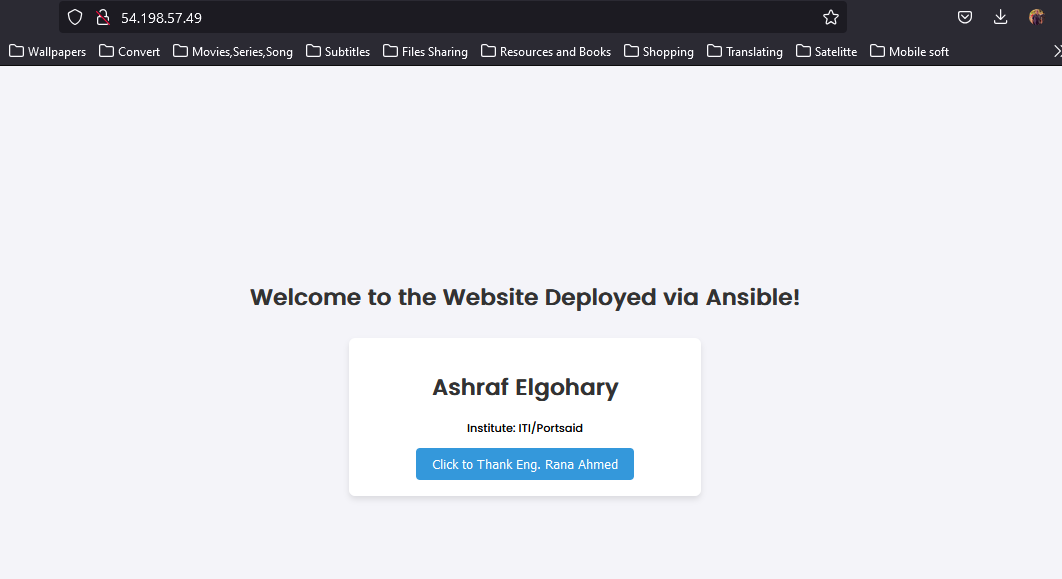 54.198.57.49
Wallpapers Convert Movies,Series,Song Subtitles Files Sharing Resources and Books Shopping Translating Satelitte Mobile soft
Welcome to the Website Deployed via Ansible!
Ashraf Elgohary
Institute: ITI/Portsaid
Click to Thank Eng. Rana Ahmed